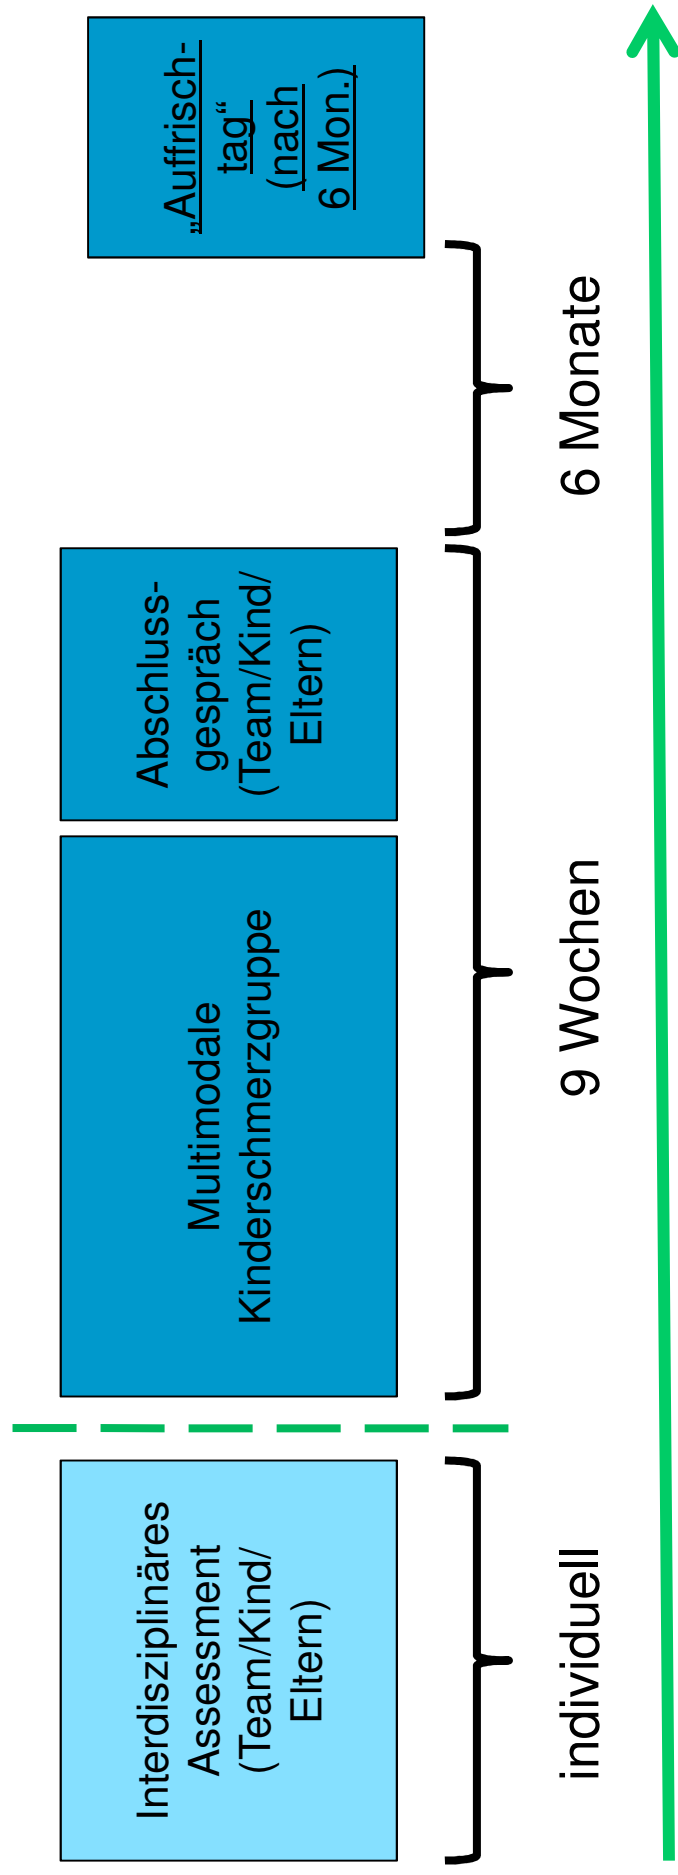 Interdisziplinäres
Assessment
(Team/Kind/
Eltern)
Multimodale
Kinderschmerzgruppe
Abschluss-
gespräch
(Team/Kind/
Eltern)
„Auffrisch-
tag“
(nach
6 Mon.)
individuell
9 Wochen
6 Monate